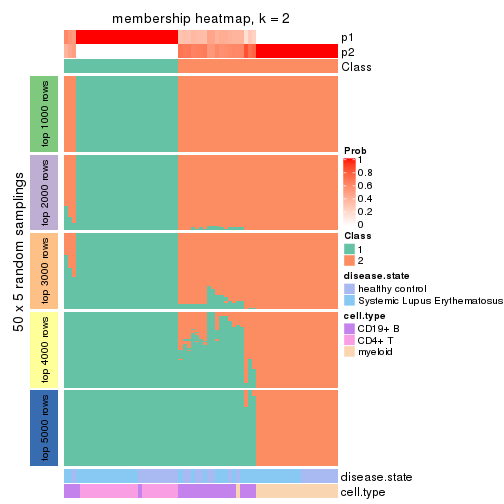 membership heatmap, k = 2
p1
p2
Class
50 x 5 random samplings
top 1000 rows
top 2000 rows
top 3000 rows
top 4000 rows
top 5000 rows
Prob
1
0.8
0.6
0.4
0.2
0
Class
1
2
disease.state
healthy control
Systemic Lupus Erythematosus
cell.type
CD19+ B
CD4+ T
myeloid
disease.state
cell.type